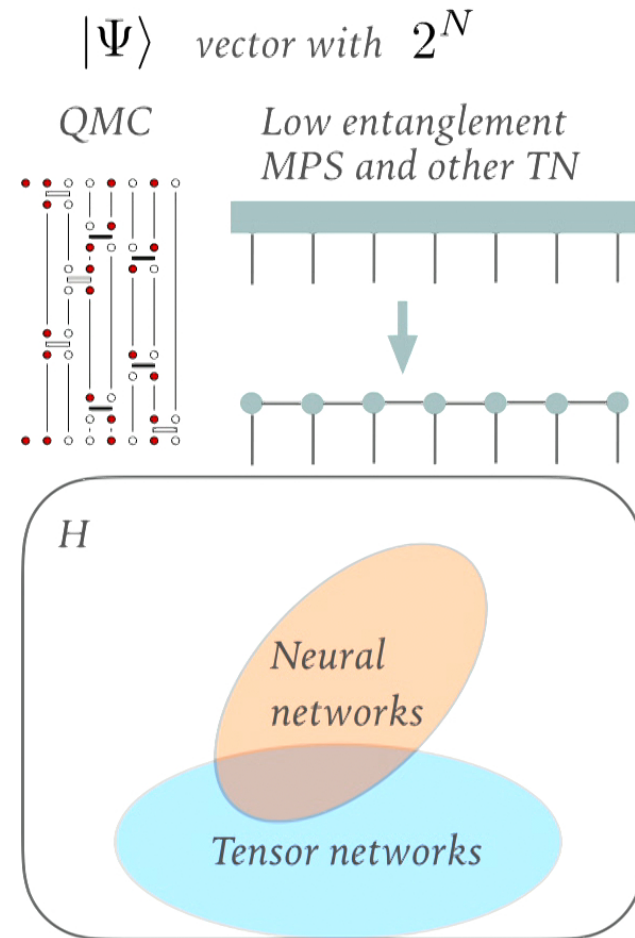 |Ψ⟩ vector with 2^N
QMC
Low entanglement
MPS and other TN
H
Neural
networks
Tensor networks